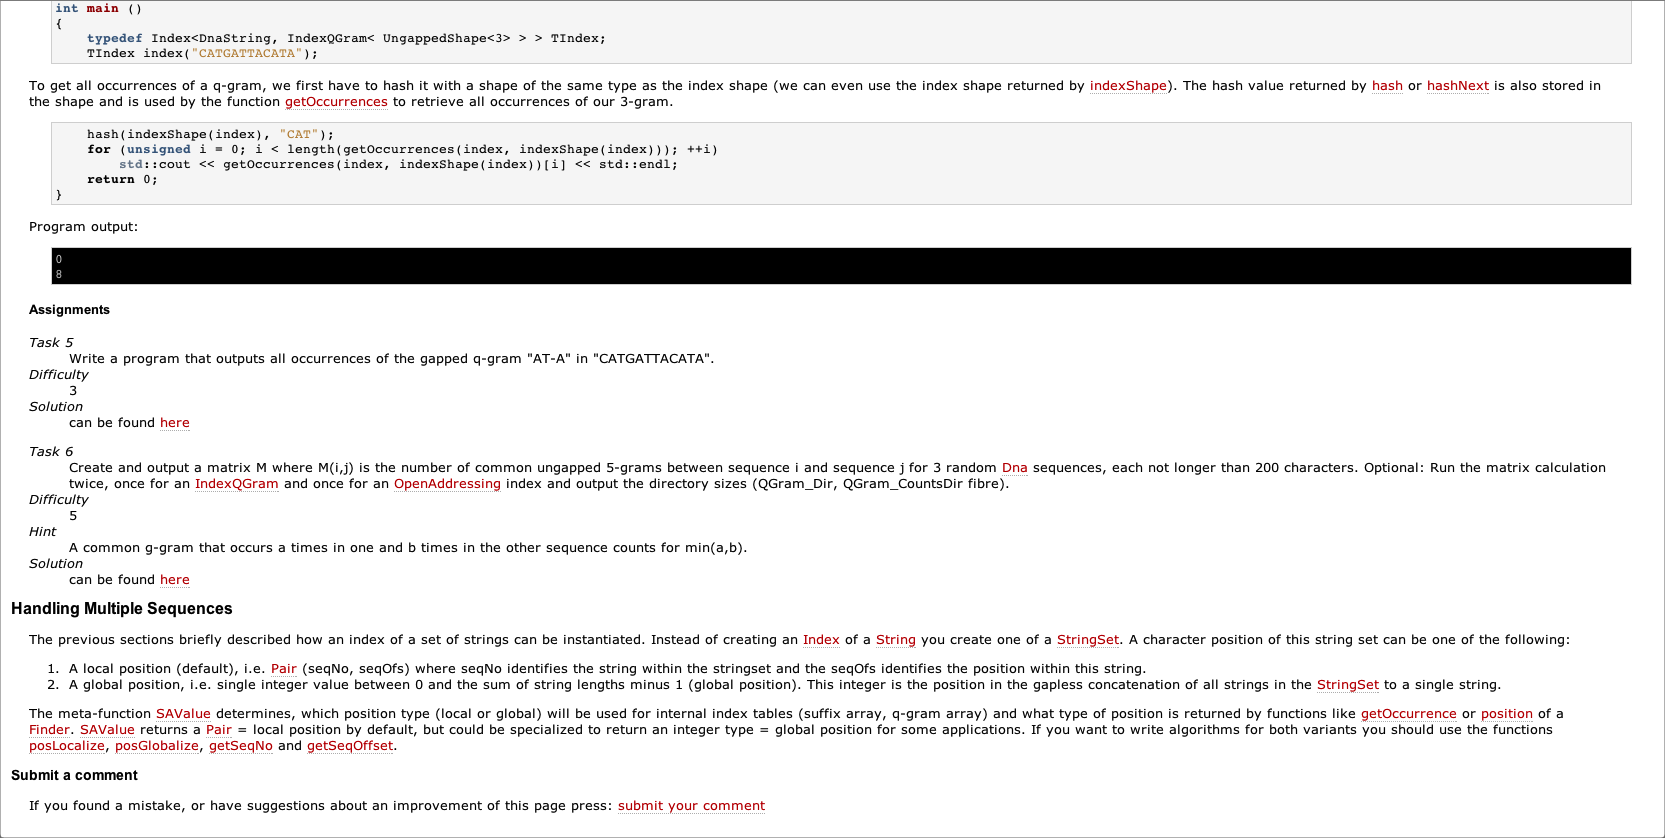 int main ()
{
    typedef Index<DnaString, IndexQGram< UngappedShape<3> > > TIndex;
    TIndex index("CATGATTACATA");
To get all occurrences of a q-gram, we first have to hash it with a shape of the same type as the index shape (we can even use the index shape returned by indexShape). The hash value returned by hash or hashNext is also stored in
the shape and is used by the function getOccurrences to retrieve all occurrences of our 3-gram.
    hash(indexShape(index), "CAT");
    for (unsigned i = 0; i < length(getOccurrences(index, indexShape(index))); ++i)
        std::cout << getOccurrences(index, indexShape(index))[i] << std::endl;
    return 0;
}
Program output:
0
8
Assignments
Task 5
Write a program that outputs all occurrences of the gapped q-gram "AT-A" in "CATGATTACATA".
Difficulty
3
Solution
can be found here
Task 6
Create and output a matrix M where M(i,j) is the number of common ungapped 5-grams between sequence i and sequence j for 3 random Dna sequences, each not longer than 200 characters. Optional: Run the matrix calculation
twice, once for an IndexQGram and once for an OpenAddressing index and output the directory sizes (QGram_Dir, QGram_CountsDir fibre).
Difficulty
5
Hint
A common g-gram that occurs a times in one and b times in the other sequence counts for min(a,b).
Solution
can be found here
Handling Multiple Sequences
The previous sections briefly described how an index of a set of strings can be instantiated. Instead of creating an Index of a String you create one of a StringSet. A character position of this string set can be one of the following:
1. A local position (default), i.e. Pair (seqNo, seqOfs) where seqNo identifies the string within the stringset and the seqOfs identifies the position within this string.
2. A global position, i.e. single integer value between 0 and the sum of string lengths minus 1 (global position). This integer is the position in the gapless concatenation of all strings in the StringSet to a single string.
The meta-function SAValue determines, which position type (local or global) will be used for internal index tables (suffix array, q-gram array) and what type of position is returned by functions like getOccurrence or position of a
Finder. SAValue returns a Pair = local position by default, but could be specialized to return an integer type = global position for some applications. If you want to write algorithms for both variants you should use the functions
posLocalize, posGlobalize, getSeqNo and getSeqOffset.
Submit a comment
If you found a mistake, or have suggestions about an improvement of this page press: submit your comment